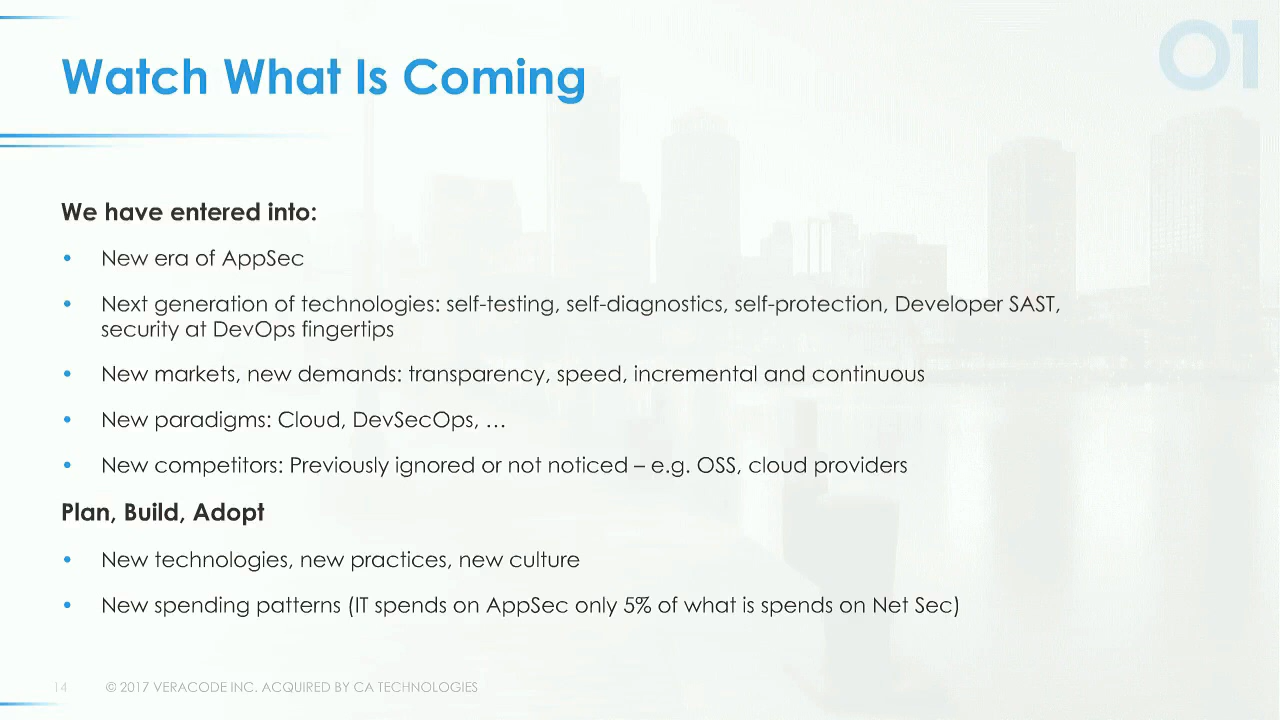 01
Watch What Is Coming
We have entered into:
• New era of AppSec
• Next generation of technologies: self-testing, self-diagnostics, self-protection, Developer SAST,
security at DevOps fingertips
• New markets, new demands: transparency, speed, incremental and continuous
• New paradigms: Cloud, DevSecOps, …
• New competitors: Previously ignored or not noticed – e.g. OSS, cloud providers
Plan, Build, Adopt
• New technologies, new practices, new culture
• New spending patterns (IT spends on AppSec only 5% of what is spends on Net Sec)
14 © 2017 VERACODE INC. ACQUIRED BY CA TECHNOLOGIES